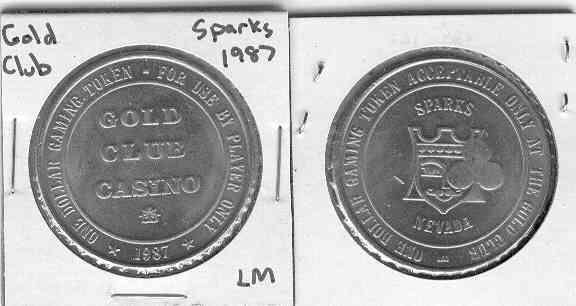 Gold
Club
Sparks
1987
ONE DOLLAR GAMING TOKEN - FOR USE BY PLAYER ONLY
GOLD
CLUB
CASINO
1987
LM
ONE DOLLAR GAMING TOKEN ACCEPTABLE ONLY AT THE GOLD CLUB
SPARKS
NEVADA